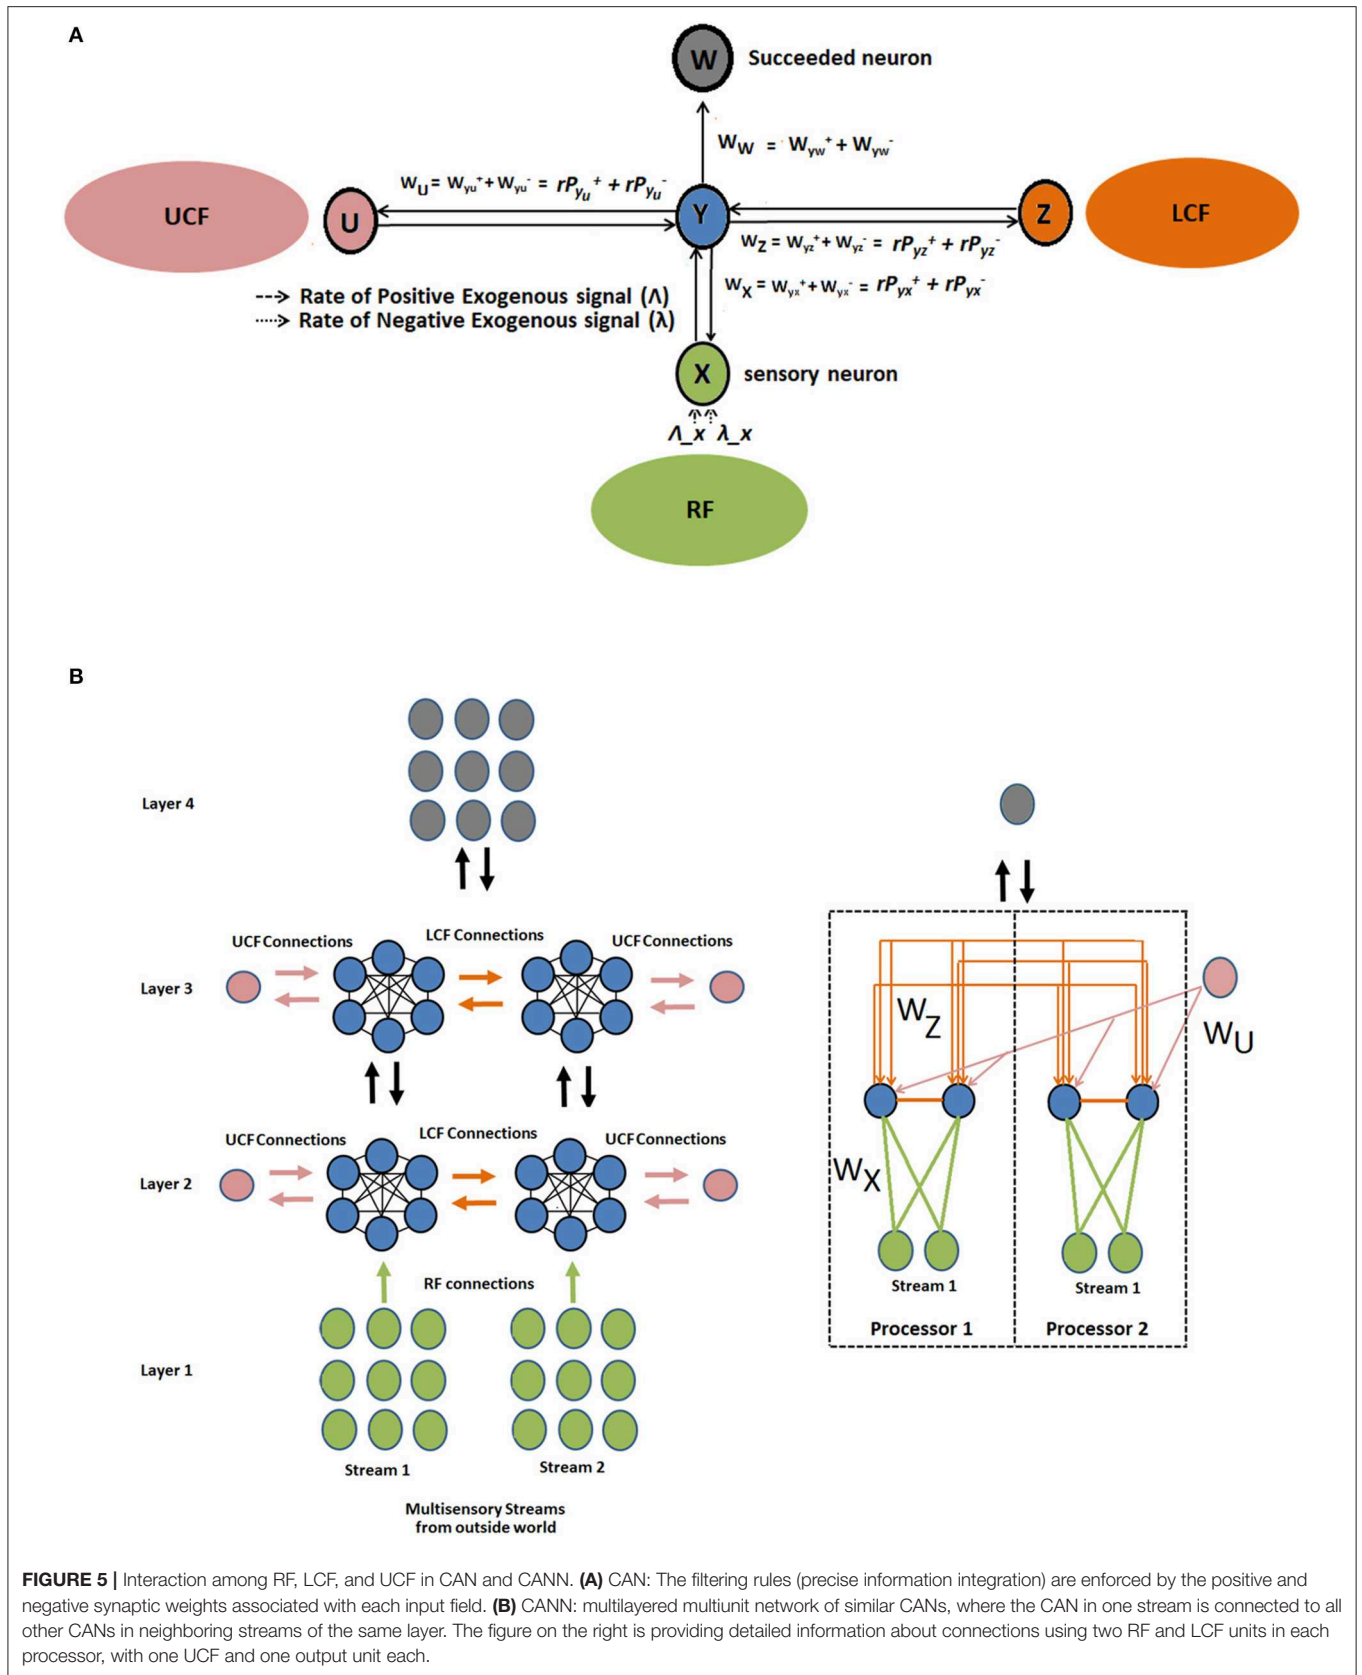 A
W
Succeeded neuron
W_W = W_yw⁺ + W_yw⁻
UCF
U
W_U = W_yu⁺ + W_yu⁻ = rP_yu⁺ + rP_yu⁻
Y
Z
LCF
W_Z = W_yz⁺ + W_yz⁻ = rP_yz⁺ + rP_yz⁻
W_X = W_yx⁺ + W_yx⁻ = rP_yx⁺ + rP_yx⁻
Rate of Positive Exogenous signal (Λ)
Rate of Negative Exogenous signal (λ)
X
sensory neuron
Λ_x λ_x
RF
B
Layer 4
UCF Connections
LCF Connections
UCF Connections
Layer 3
UCF Connections
LCF Connections
UCF Connections
Layer 2
RF connections
Layer 1
Stream 1
Stream 2
Multisensory Streams
from outside world
W_Z
W_U
W_X
Stream 1
Stream 1
Processor 1
Processor 2
FIGURE 5 | Interaction among RF, LCF, and UCF in CAN and CANN. (A) CAN: The filtering rules (precise information integration) are enforced by the positive and
negative synaptic weights associated with each input field. (B) CANN: multilayered multiunit network of similar CANs, where the CAN in one stream is connected to all
other CANs in neighboring streams of the same layer. The figure on the right is providing detailed information about connections using two RF and LCF units in each
processor, with one UCF and one output unit each.